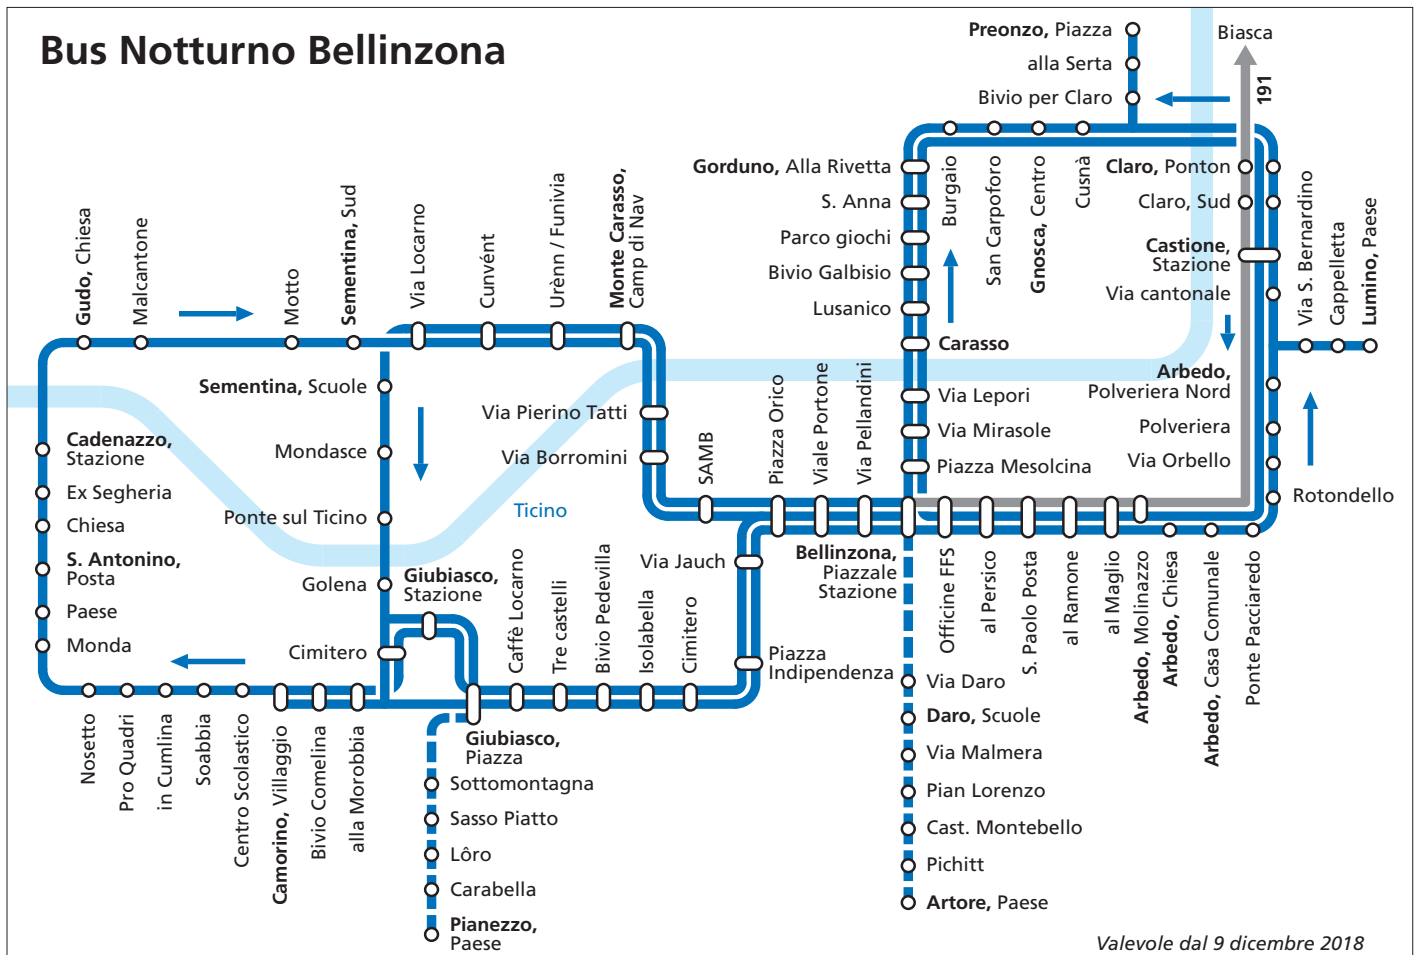 Bus Notturno Bellinzona
Preonzo, Piazza
alla Serta
Bivio per Claro
Biasca
191
Gorduno, Alla Rivetta
S. Anna
Parco giochi
Bivio Galbisio
Lusanico
Carasso
Via Lepori
Via Mirasole
Piazza Mesolcina
Burgaio
San Carpoforo
Gnosca, Centro
Cusnà
Claro, Ponton
Claro, Sud
Castione,
Stazione
Via cantonale
Arbedo,
Polveriera Nord
Polveriera
Via Orbello
Rotondello
Via S. Bernardino
Cappelletta
Lumino, Paese
Gudo, Chiesa
Malcantone
Motto
Sementina, Sud
Via Locarno
Cunvént
Urènn / Funivia
Monte Carasso,
Camp di Nav
Sementina, Scuole
Mondasce
Ponte sul Ticino
Golena
Cimitero
Via Pierino Tatti
Via Borromini
Ticino
SAMB
Piazza Orico
Viale Portone
Via Pellandini
Cadenazzo,
Stazione
Ex Segheria
Chiesa
S. Antonino,
Posta
Paese
Monda
Nosetto
Pro Quadri
in Cumlina
Soabbia
Centro Scolastico
Camorino, Villaggio
Bivio Comelina
alla Morobbia
Giubiasco,
Stazione
Caffè Locarno
Tre castelli
Bivio Pedevilla
Isolabella
Cimitero
Via Jauch
Piazza
Indipendenza
Bellinzona,
Piazzale
Stazione
Officine FFS
al Persico
S. Paolo Posta
al Ramone
al Maglio
Arbedo, Molinazzo
Arbedo, Chiesa
Arbedo, Casa Comunale
Ponte Pacciaredo
Giubiasco,
Piazza
Sottomontagna
Sasso Piatto
Lôro
Carabella
Pianezzo,
Paese
Via Daro
Daro, Scuole
Via Malmera
Pian Lorenzo
Cast. Montebello
Pichitt
Artore, Paese
Valevole dal 9 dicembre 2018